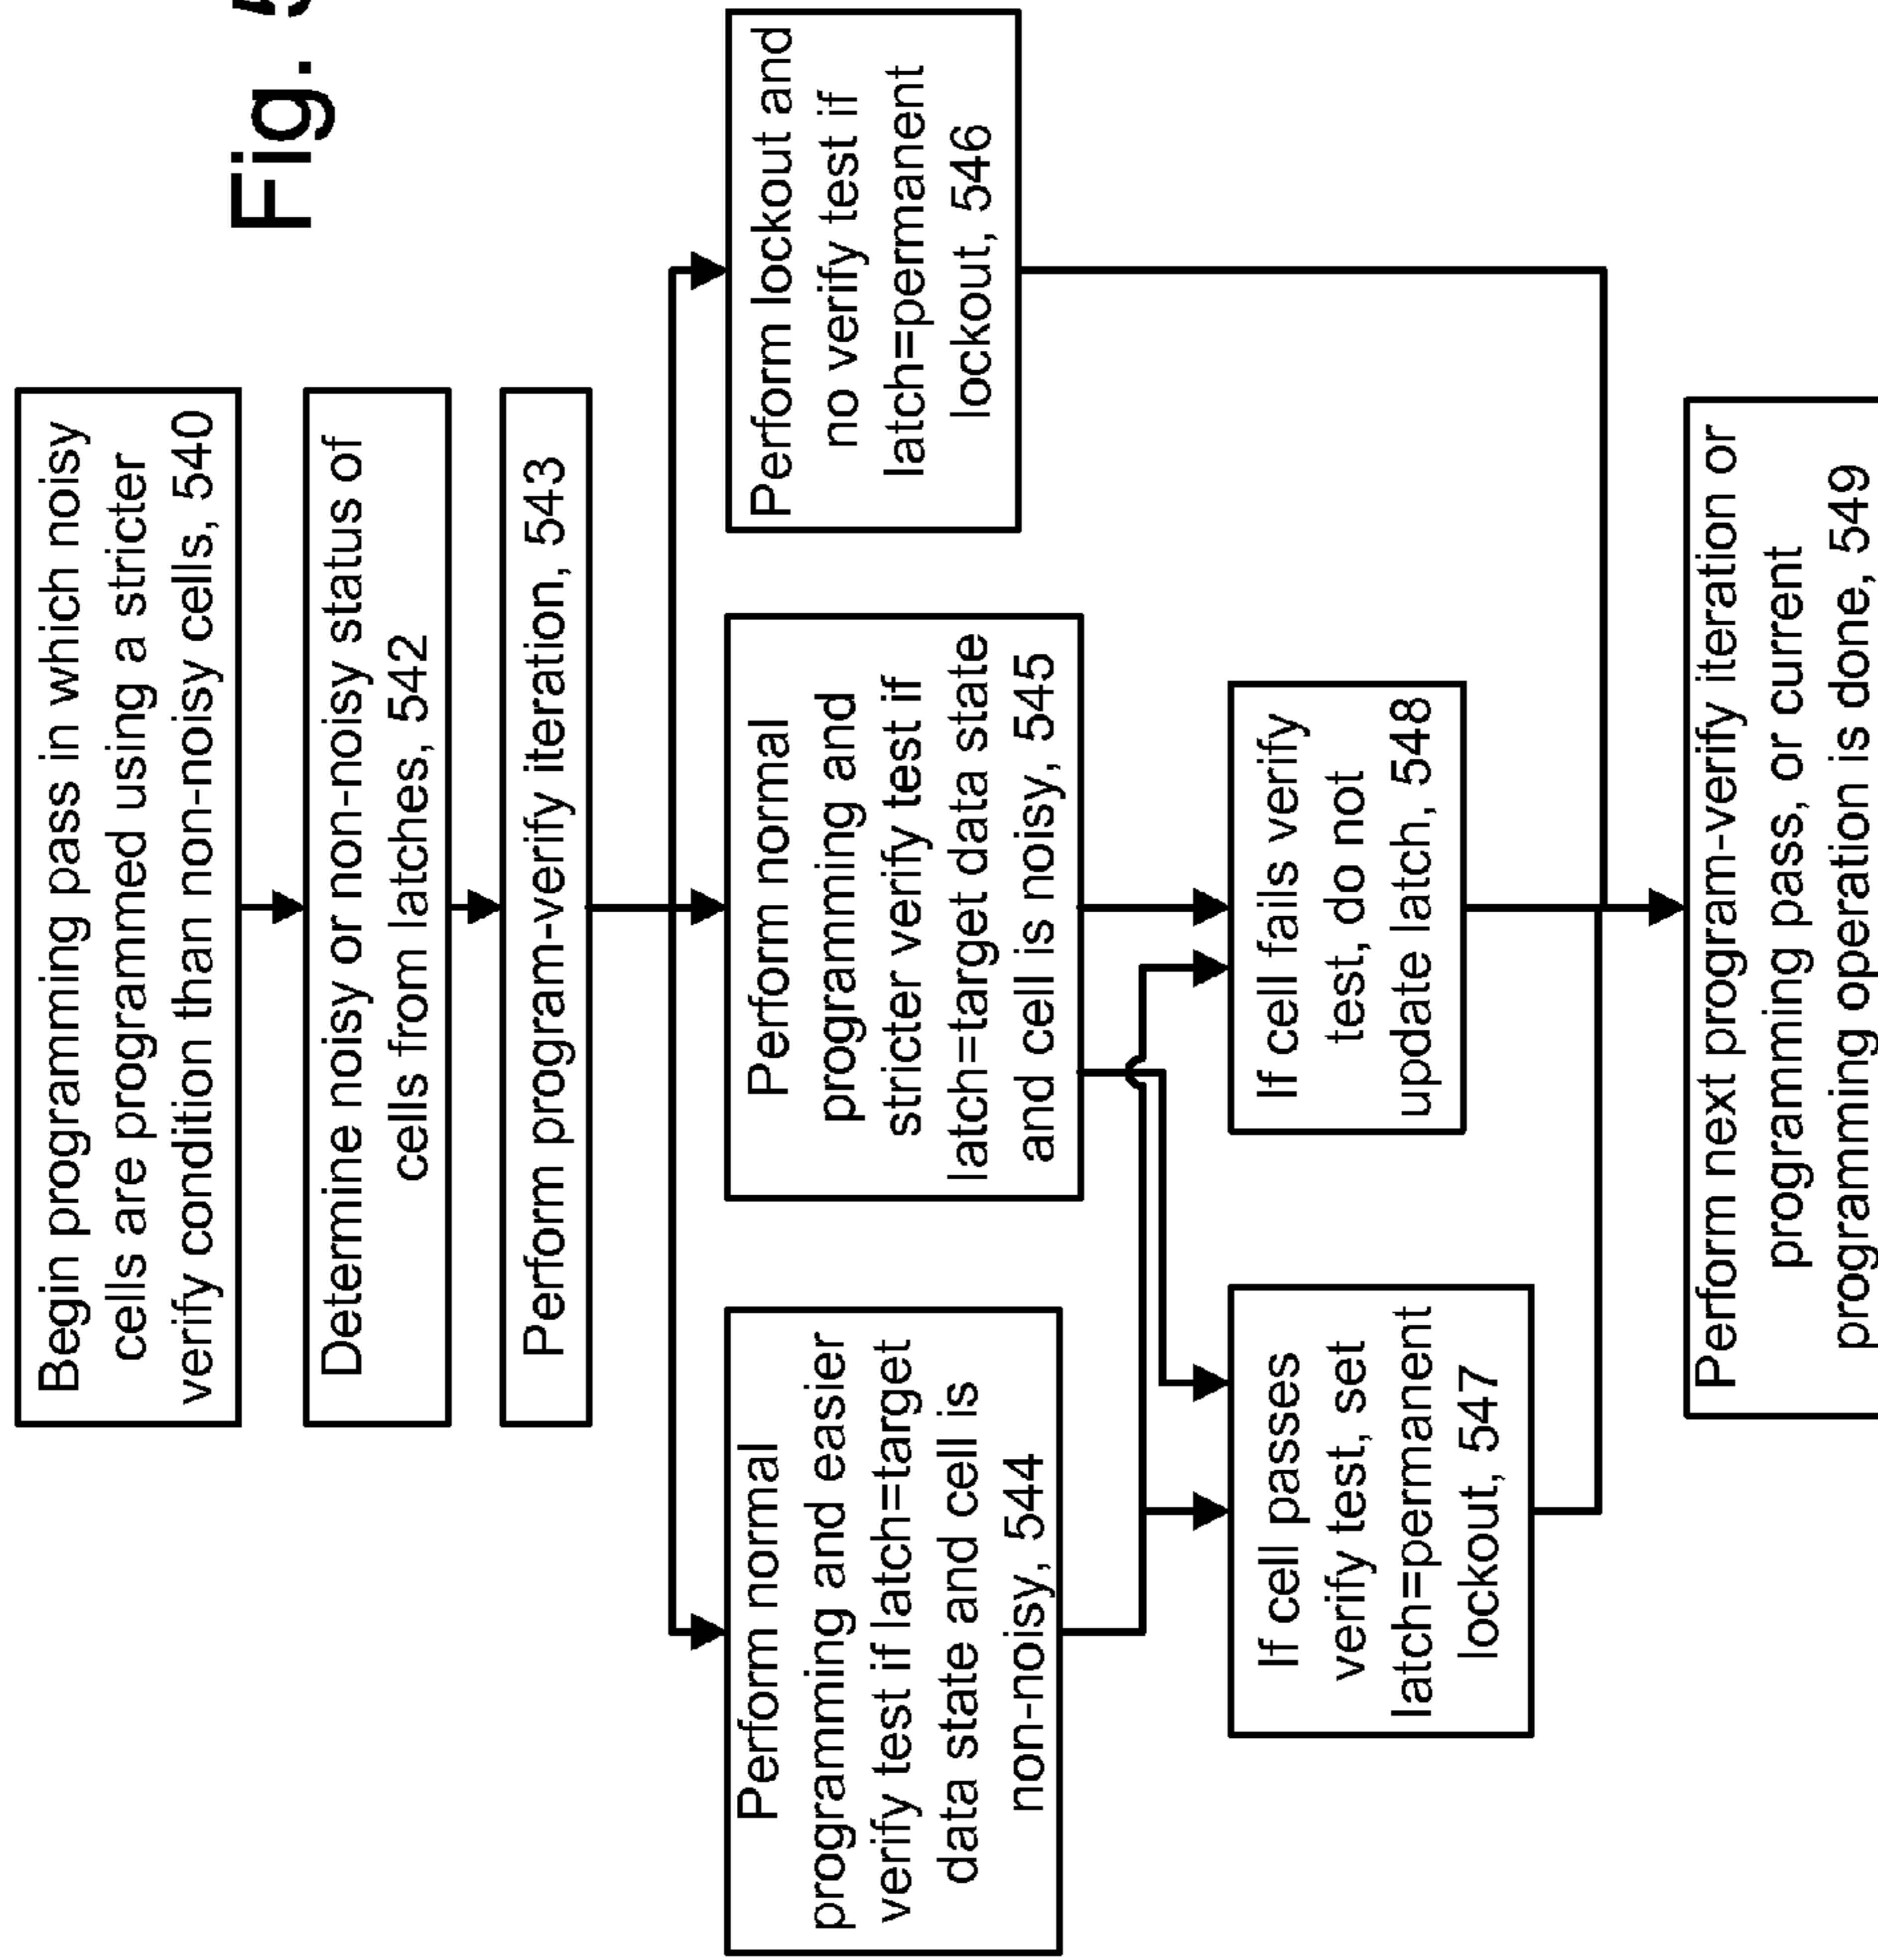 Fig.
Begin programming pass in which noisy
cells are programmed using a stricter
verify condition than non-noisy cells, 540
Determine noisy or non-noisy status of
cells from latches, 542
Perform program-verify iteration, 543
Perform normal
programming and easier
verify test if latch=target
data state and cell is
non-noisy, 544
Perform normal
programming and
stricter verify test if
latch=target data state
and cell is noisy, 545
Perform lockout and
no verify test if
latch=permanent
lockout, 546
If cell passes
verify test, set
latch=permanent
lockout, 547
If cell fails verify
test, do not
update latch, 548
Perform next program-verify iteration or
programming pass, or current
programming operation is done, 549